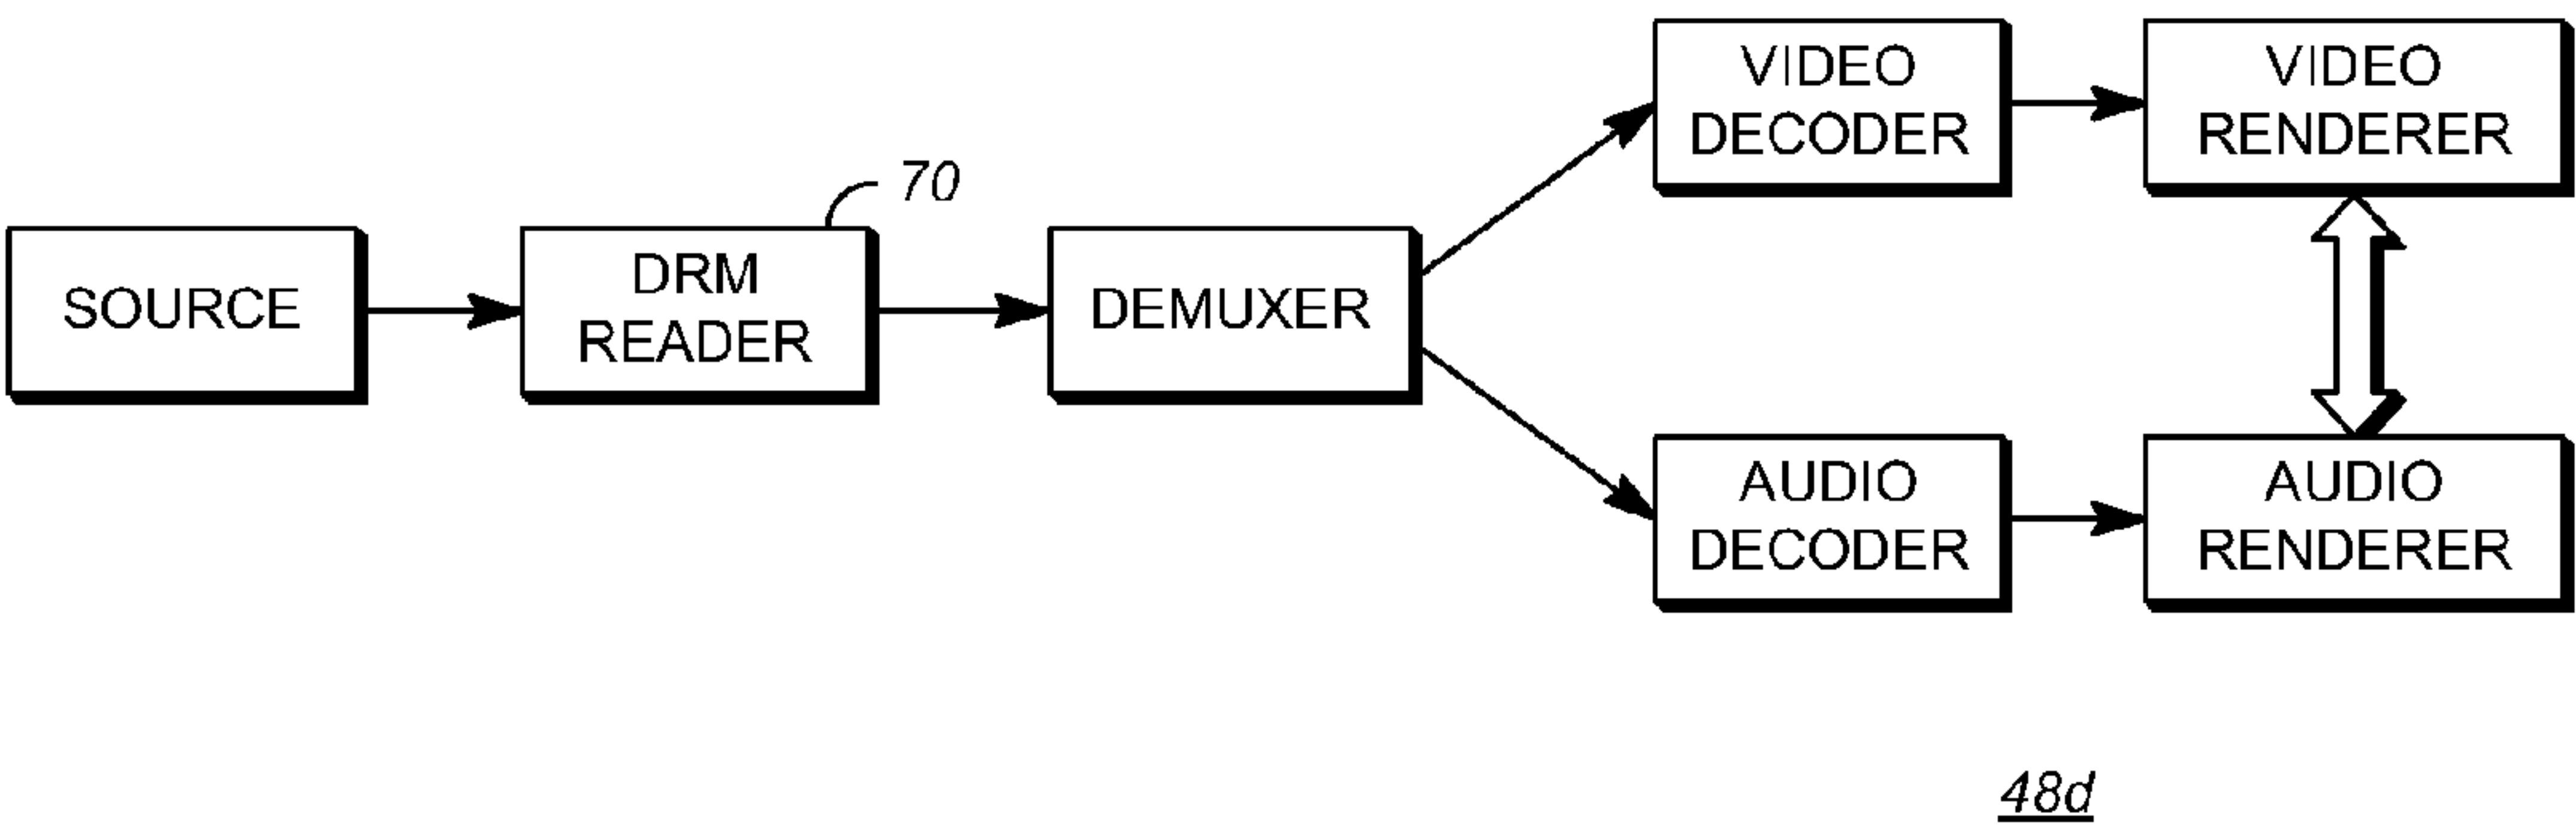 SOURCE
70
DRM
READER
DEMUXER
VIDEO
DECODER
VIDEO
RENDERER
AUDIO
DECODER
AUDIO
RENDERER
48d